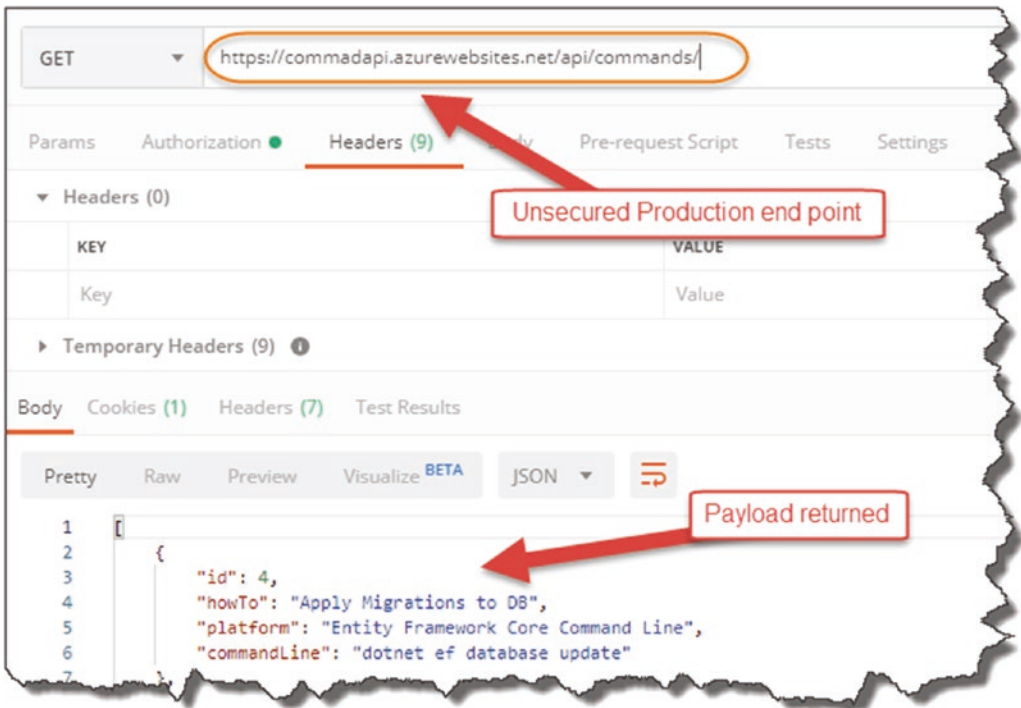 GET https://commadapi.azurewebsites.net/api/commands/
Params Authorization Headers (9) Pre-request Script Tests Settings
Headers (0)
Unsecured Production end point
KEY VALUE
Key Value
Temporary Headers (9)
Body Cookies (1) Headers (7) Test Results
Pretty Raw Preview Visualize BETA JSON
Payload returned
1 [
2 {
3 "id": 4,
4 "howTo": "Apply Migrations to DB",
5 "platform": "Entity Framework Core Command Line",
6 "commandLine": "dotnet ef database update"
7 },